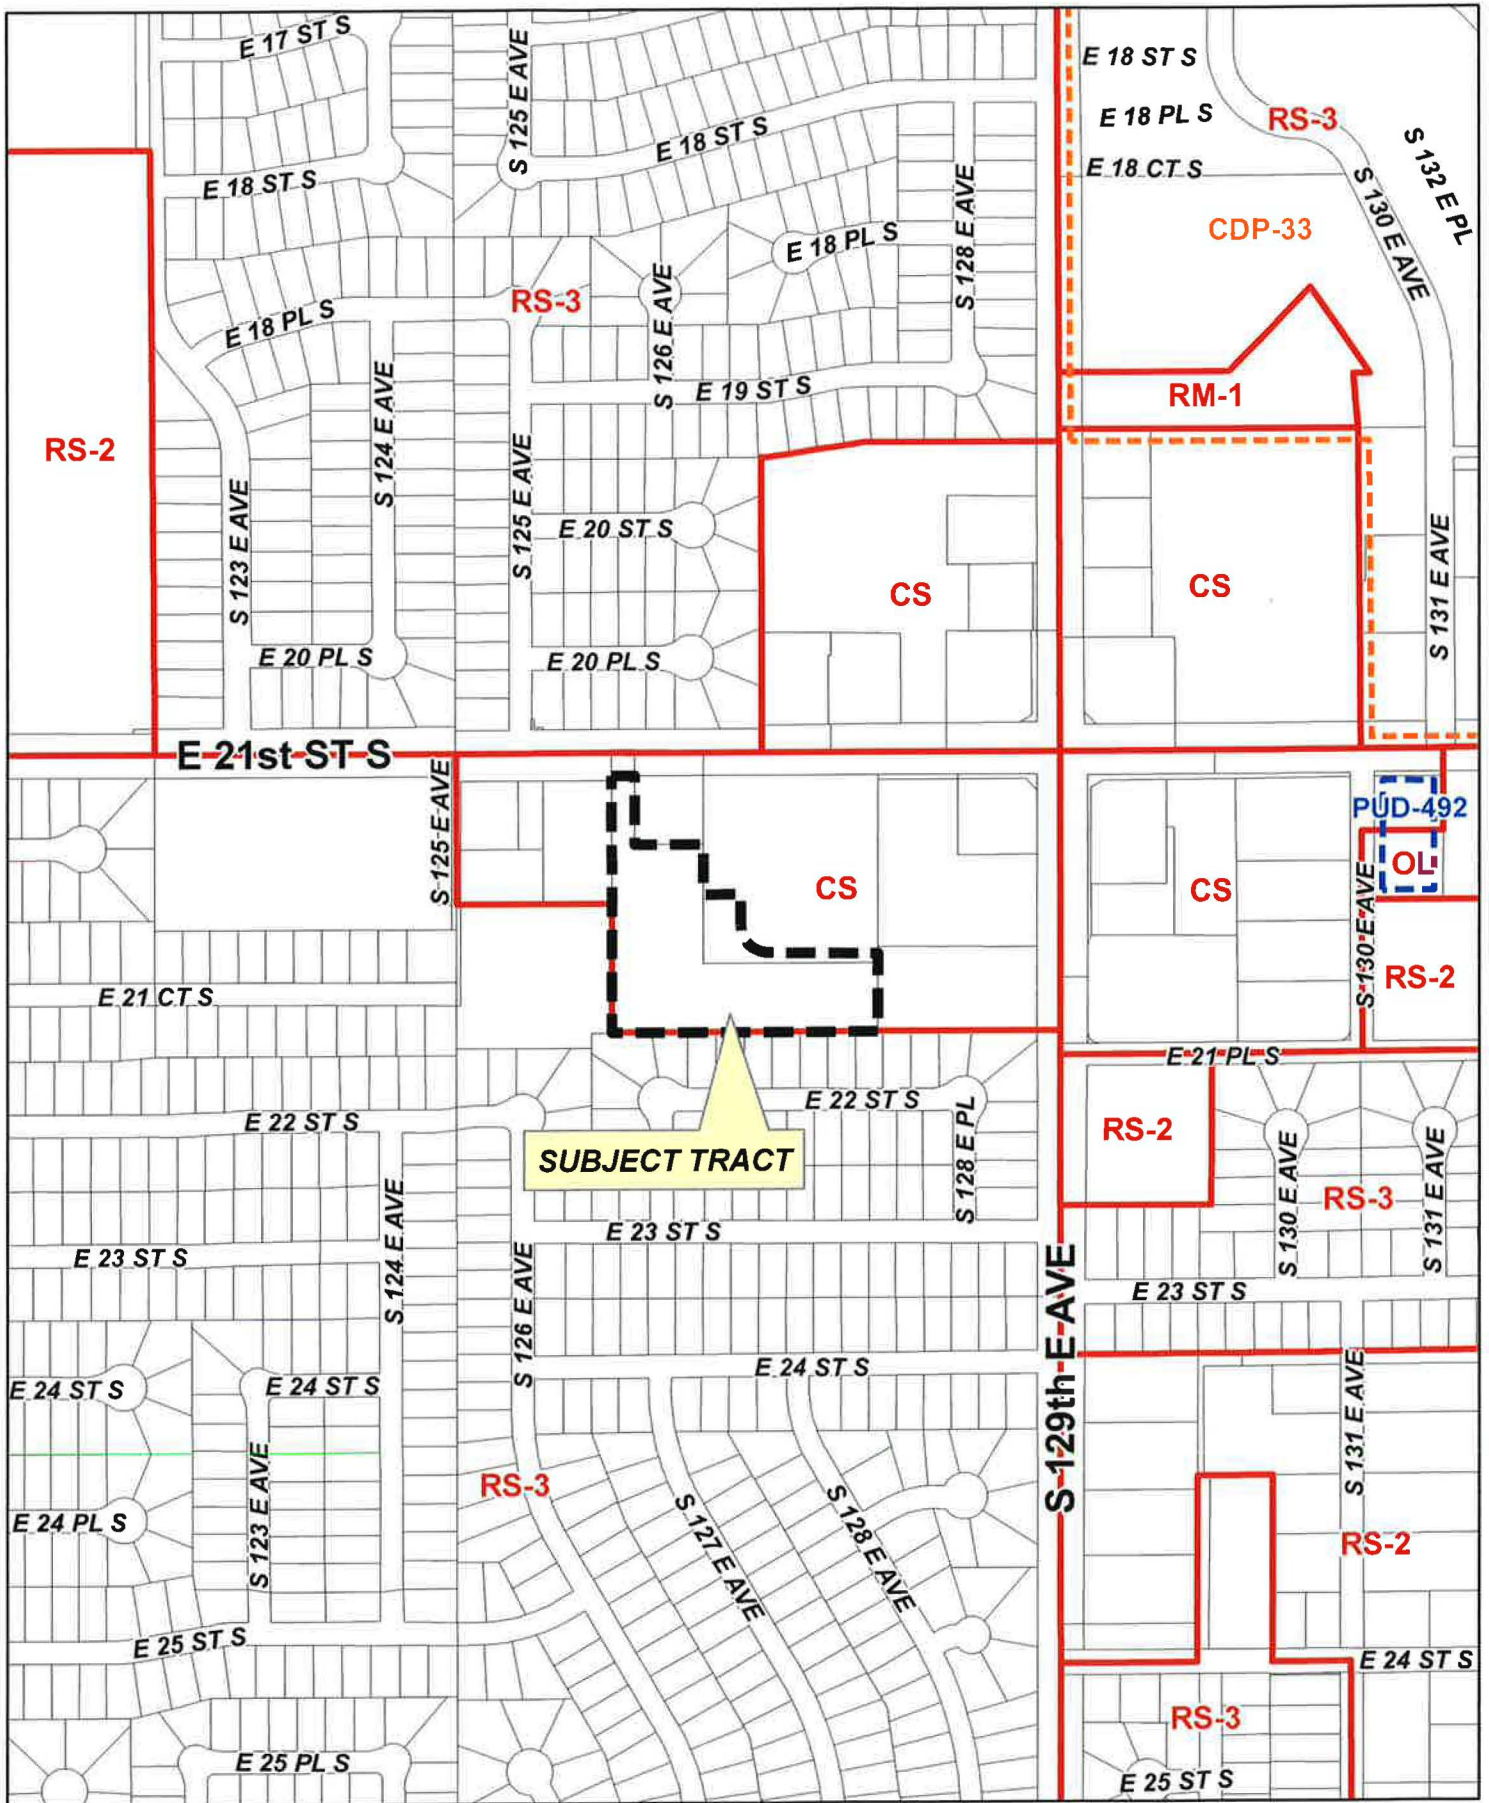 E 17 ST S
S 125 E AVE
E 18 ST S
E 18 PL S
RS-3
E 18 ST S
E 18 CT S
S 132 E PL
E 18 ST S
S 128 E AVE
S 130 E AVE
CDP-33
E 18 PL S
S 126 E AVE
RS-3
E 18 PL S
S 124 E AVE
E 19 ST S
RM-1
RS-2
S 125 E AVE
S 123 E AVE
E 20 ST S
CS
CS
S 131 E AVE
E 20 PL S
E 20 PL S
E 21st ST S
S 125 E AVE
PUD-492
OL
CS
CS
S 130 E AVE
RS-2
E 21 CT S
E 21 PL S
E 22 ST S
E 22 ST S
RS-2
SUBJECT TRACT
S 128 E PL
S 130 E AVE
RS-3
S 131 E AVE
S 124 E AVE
E 23 ST S
E 23 ST S
S 126 E AVE
S 129th E AVE
E 23 ST S
E 24 ST S
E 24 ST S
E 24 ST S
S 131 E AVE
S 123 E AVE
RS-3
E 24 PL S
S 127 E AVE
S 128 E AVE
RS-2
E 25 ST S
E 24 ST S
RS-3
E 25 PL S
E 25 ST S